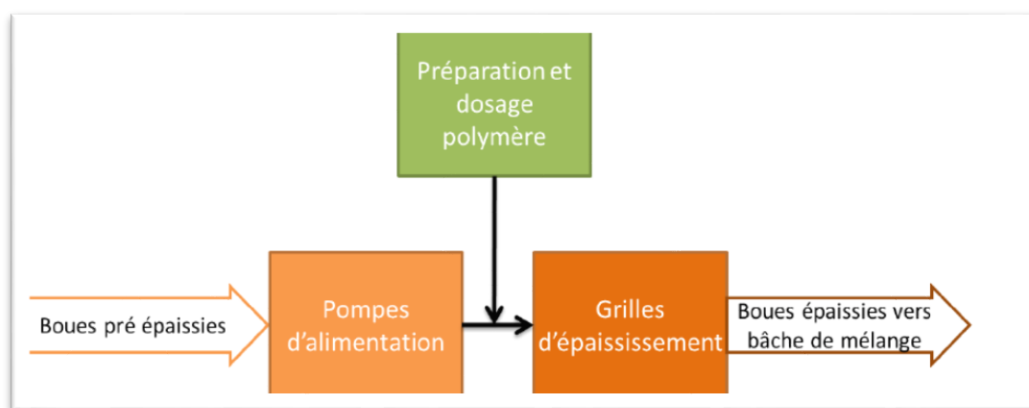 Préparation et
dosage
polymère
Boues pré épaissies
Pompes
d'alimentation
Grilles
d'épaississement
Boues épaissies vers
bâche de mélange